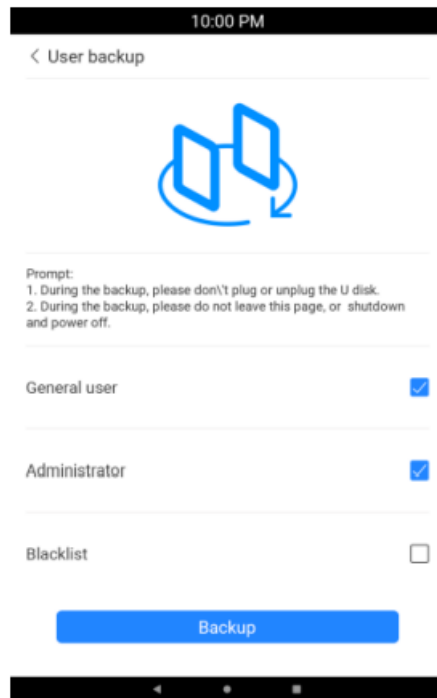 10:00 PM
User backup
Prompt:
1. During the backup, please don\'t plug or unplug the U disk.
2. During the backup, please do not leave this page, or shutdown
and power off.
General user
Administrator
Blacklist
Backup